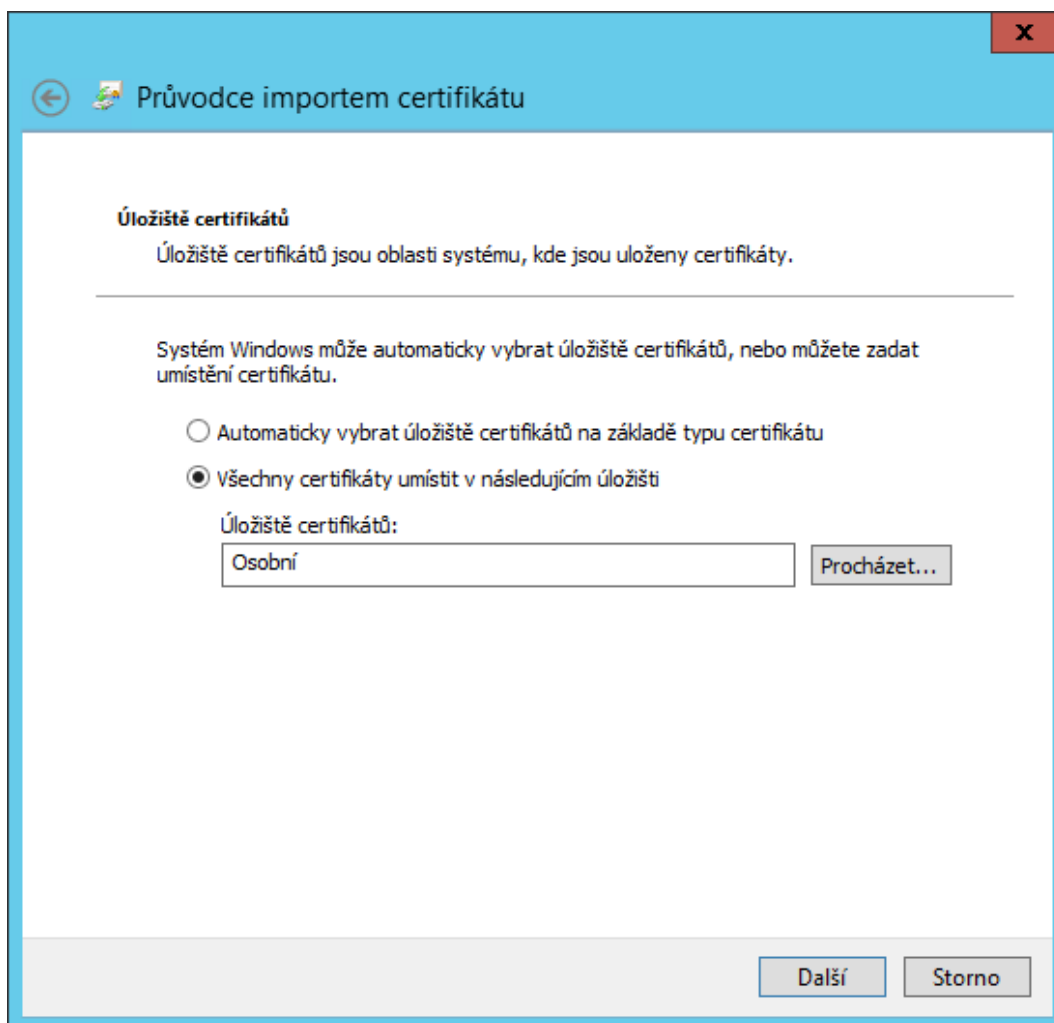 x
Průvodce importem certifikátu
Úložiště certifikátů
Úložiště certifikátů jsou oblasti systému, kde jsou uloženy certifikáty.
Systém Windows může automaticky vybrat úložiště certifikátů, nebo můžete zadat
umístění certifikátu.
Automaticky vybrat úložiště certifikátů na základě typu certifikátu
Všechny certifikáty umístit v následujícím úložišti
Úložiště certifikátů:
Osobní
Procházet...
Další
Storno